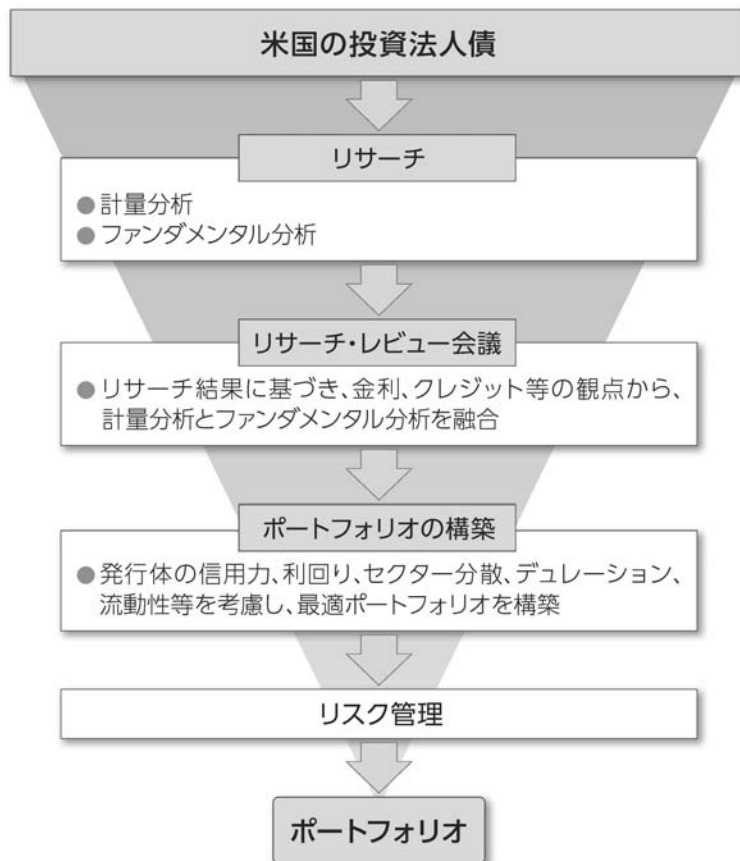 米国の投資法人債
リサーチ
●計量分析
●ファンダメンタル分析
リサーチ・レビュー会議
●リサーチ結果に基づき、金利、クレジット等の観点から、
計量分析とファンダメンタル分析を融合
ポートフォリオの構築
●発行体の信用力、利回り、セクター分散、デュレーション、
流動性等を考慮し、最適ポートフォリオを構築
リスク管理
ポートフォリオ